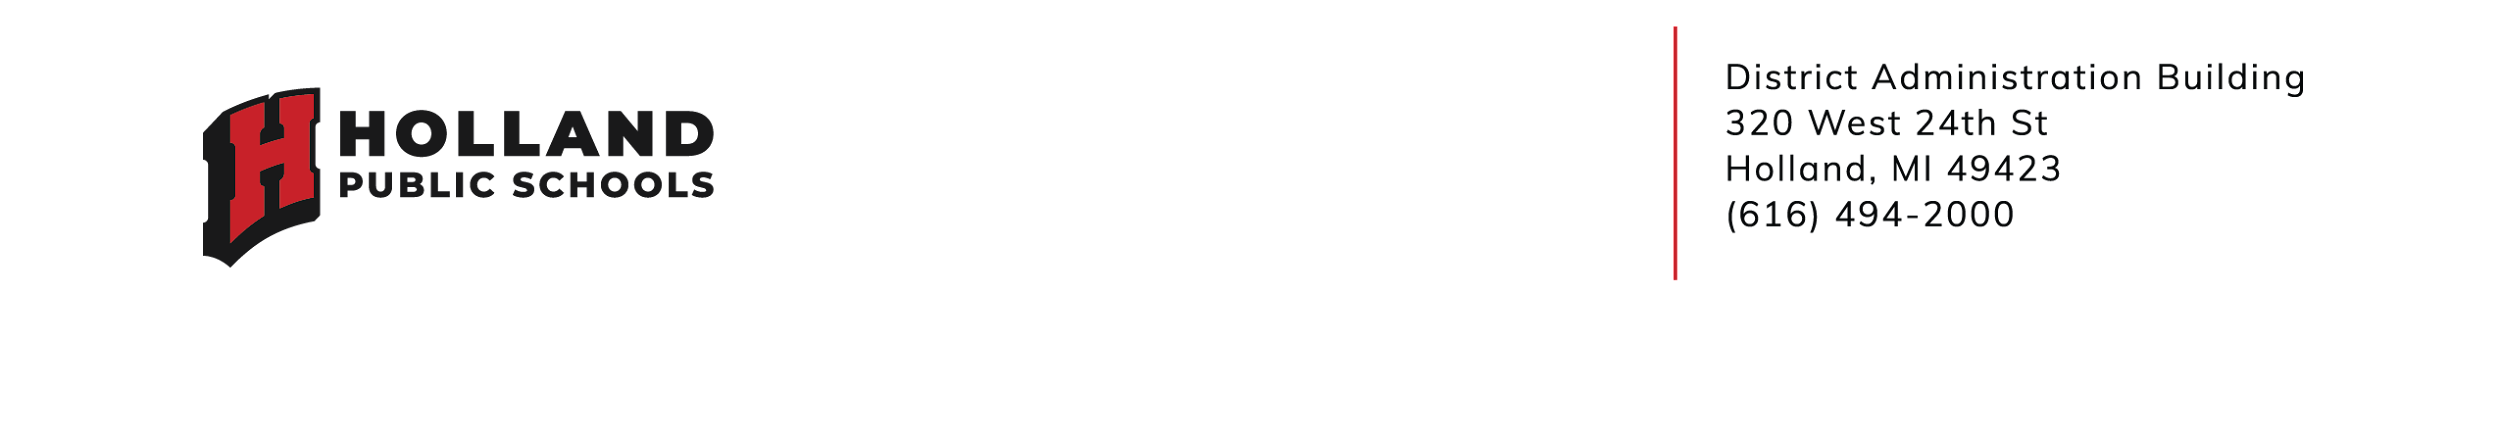 H HOLLAND
PUBLIC SCHOOLS
District Administration Building
320 West 24th St
Holland, MI 49423
(616) 494-2000